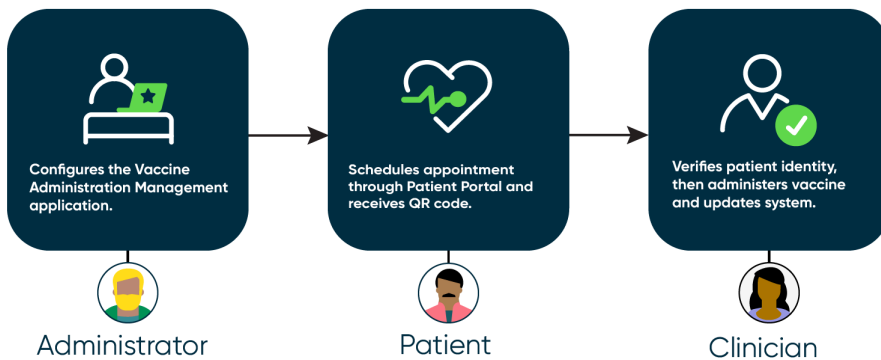 Configures the Vaccine
Administration Management
application.
Schedules appointment
through Patient Portal and
receives QR code.
Verifies patient identity,
then administers vaccine
and updates system.
Administrator
Patient
Clinician